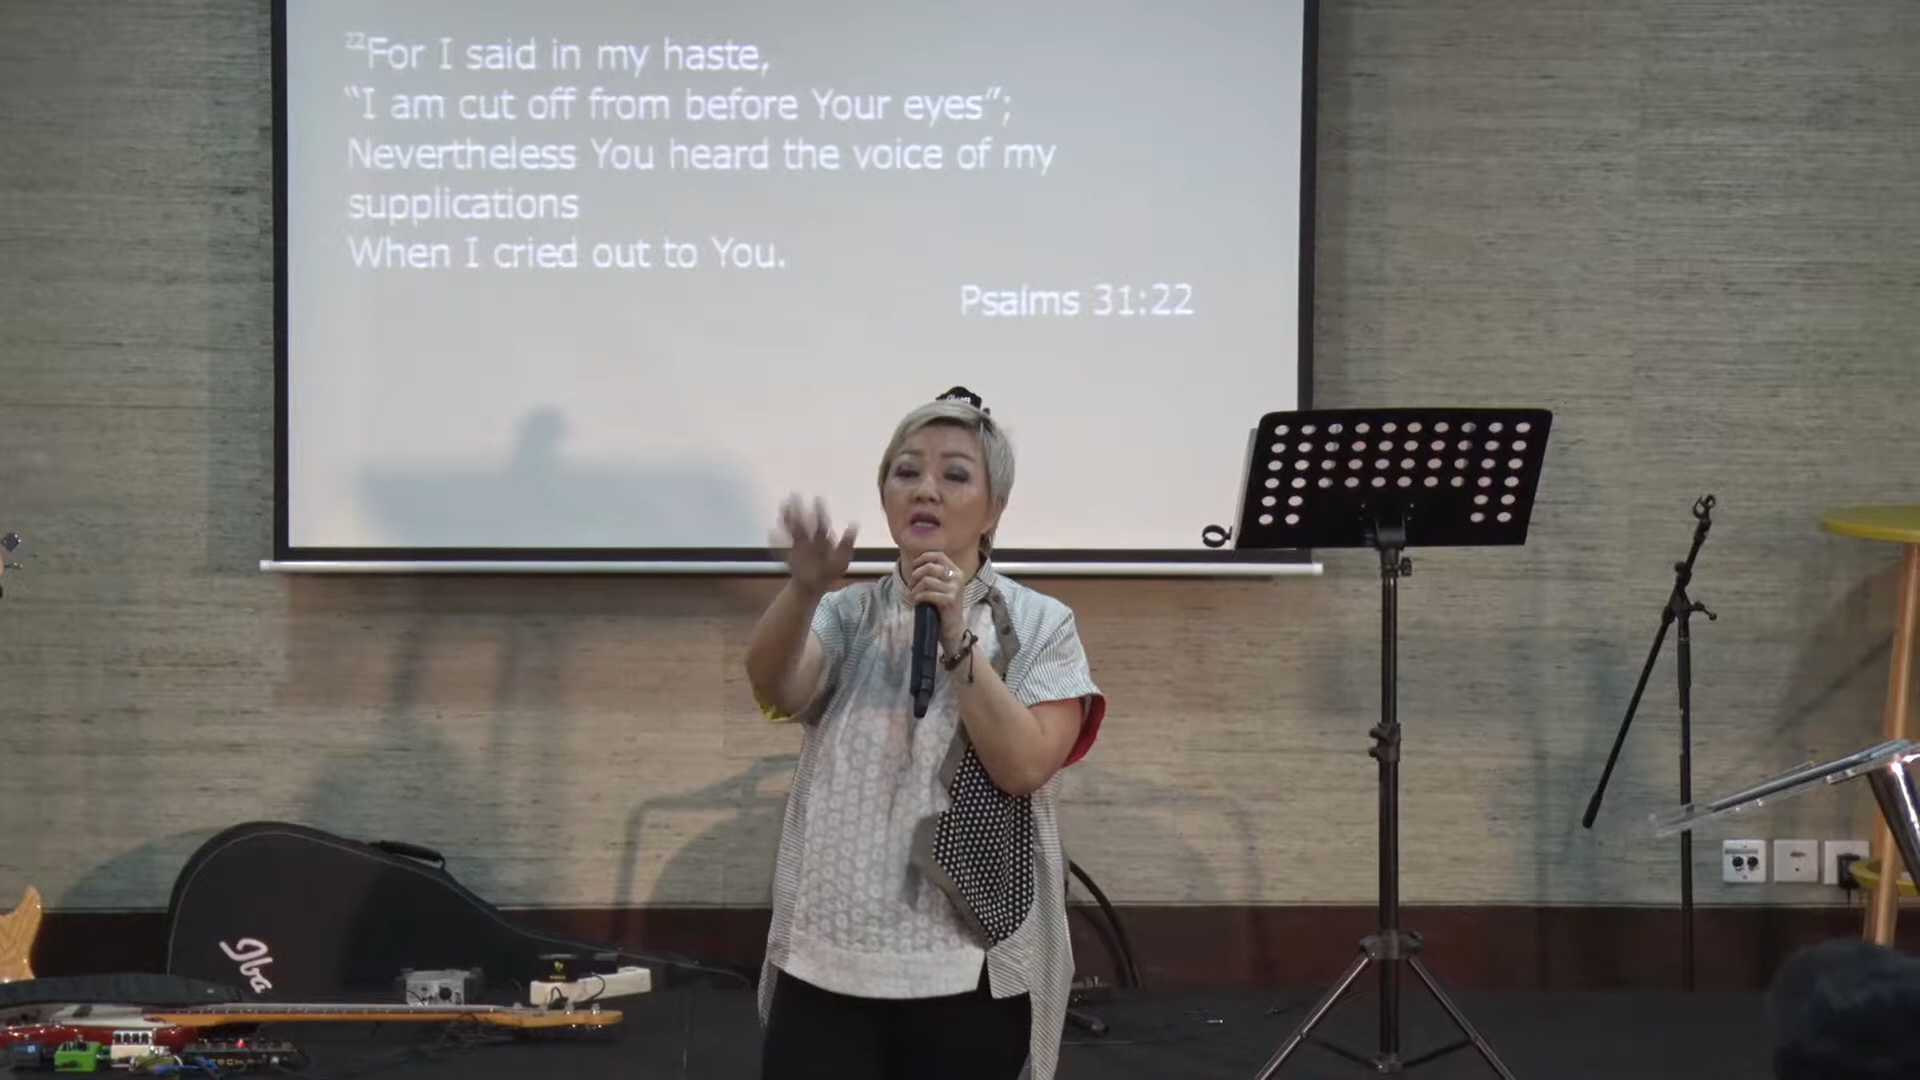 22For I said in my haste,
“I am cut off from before Your eyes”;
Nevertheless You heard the voice of my
supplications
When I cried out to You.
Psalms 31:22
Iba